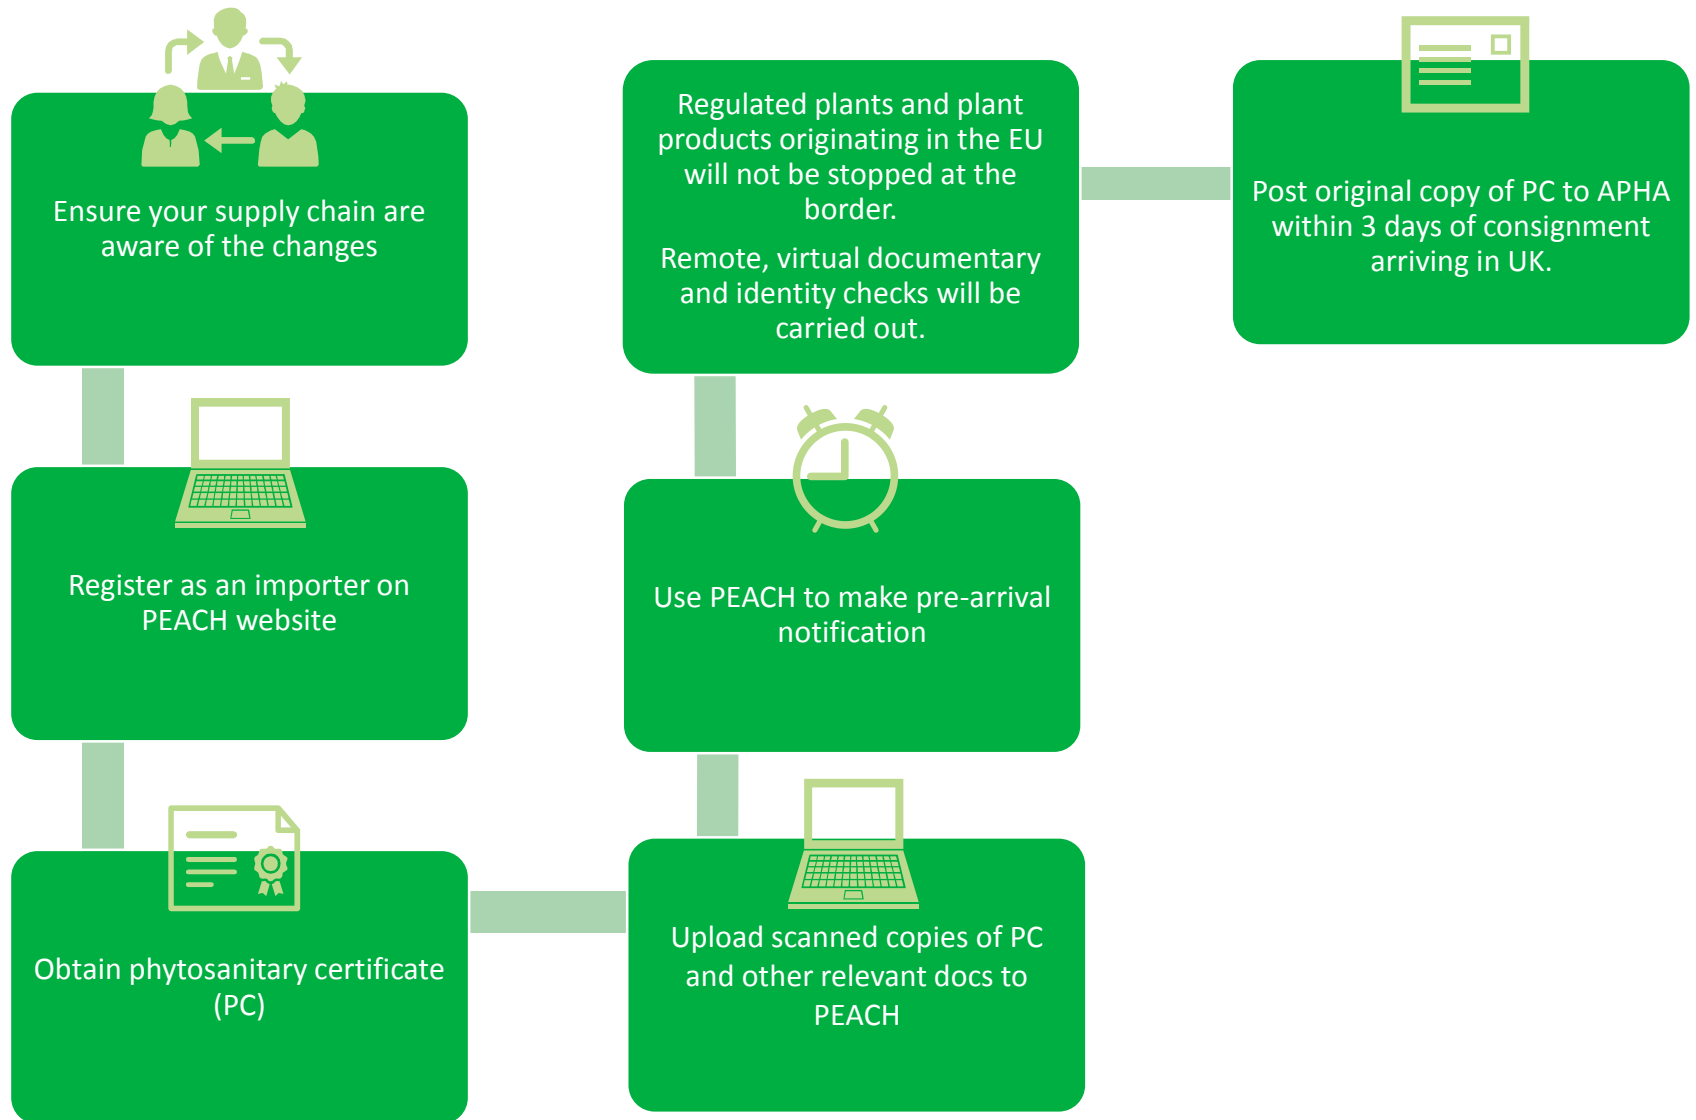 Ensure your supply chain are
aware of the changes
Register as an importer on
PEACH website
Obtain phytosanitary certificate
(PC)
Upload scanned copies of PC
and other relevant docs to
PEACH
Use PEACH to make pre-arrival
notification
Regulated plants and plant
products originating in the EU
will not be stopped at the
border.
Remote, virtual documentary
and identity checks will be
carried out.
Post original copy of PC to APHA
within 3 days of consignment
arriving in UK.